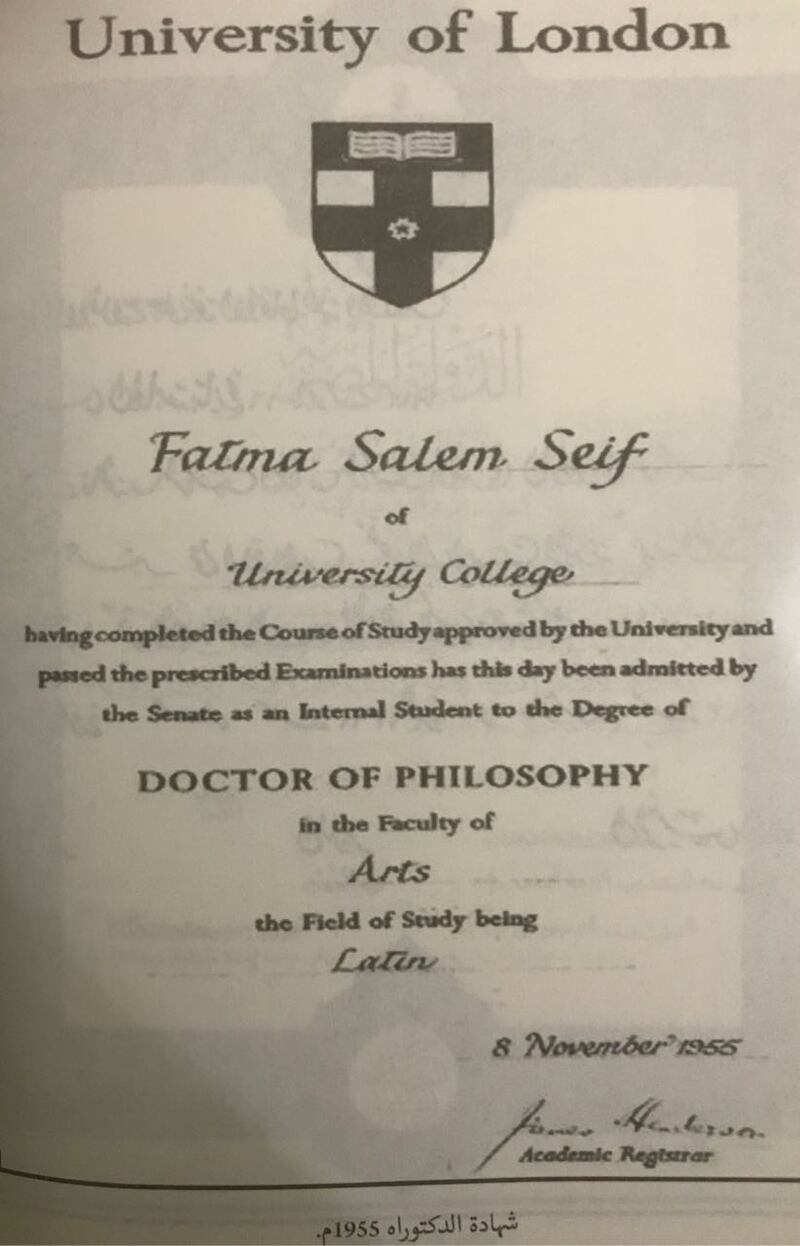 University of London
Fatma Salem Seif
of
University College
having completed the Course of Study approved by the University and
passed the prescribed Examinations has this day been admitted by
the Senate as an Internal Student to the Degree of
DOCTOR OF PHILOSOPHY
in the Faculty of
Arts
the Field of Study being
Latin
8 November 1955
James Henderson
Academic Registrar
شهادة الدكتوراه 1955م.